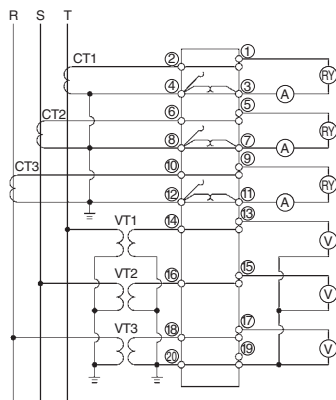 R S T
CT1
CT2
CT3
VT1
VT2
VT3
① ② ③ ④ ⑤ ⑥ ⑦ ⑧ ⑨ ⑩ ⑪ ⑫ ⑬ ⑭ ⑮ ⑯ ⑰ ⑱ ⑲ ⑳
A RY
A RY
A RY
V
V
V